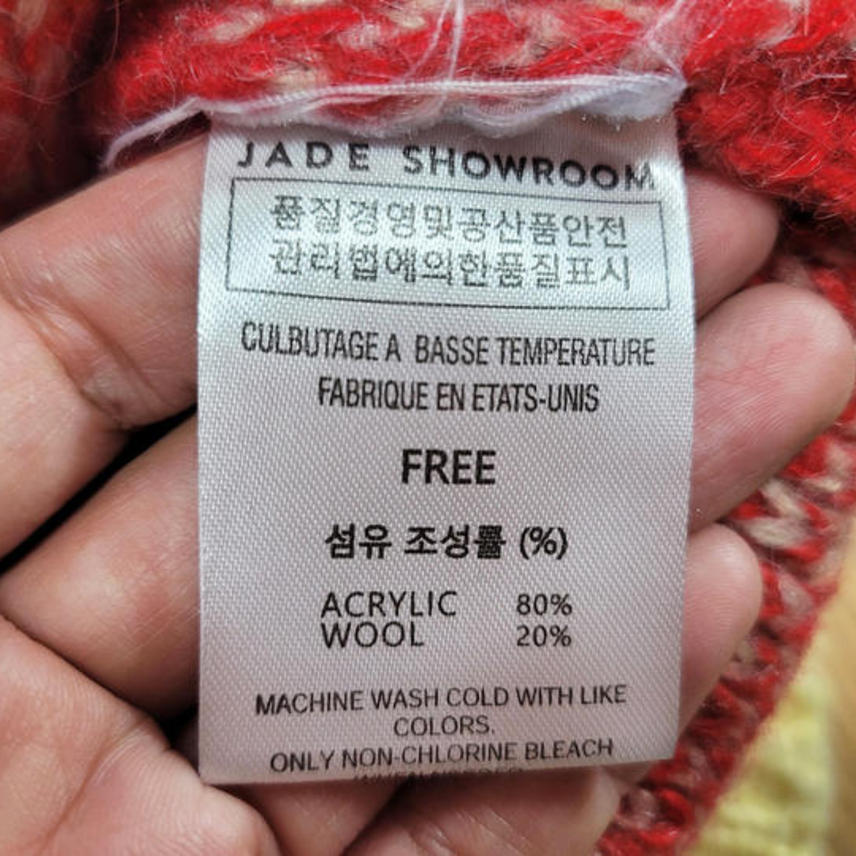 JADE SHOWROOM
품질경영및공산품안전
관리법에의한품질표시
CULBUTAGE A BASSE TEMPERATURE
FABRIQUE EN ETATS-UNIS
FREE
섬유 조성률 (%)
ACRYLIC 80%
WOOL 20%
MACHINE WASH COLD WITH LIKE
COLORS.
ONLY NON-CHLORINE BLEACH